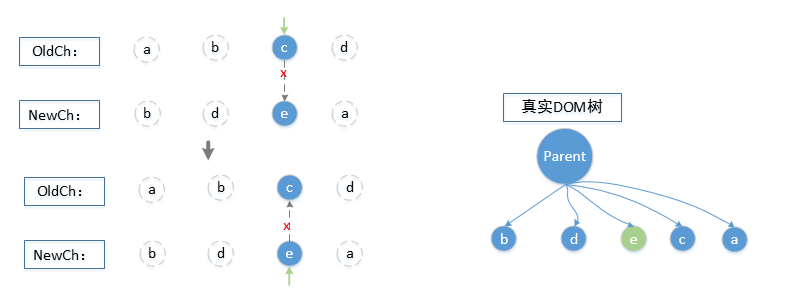 OldCh： a b c d
x
NewCh： b d e a
OldCh： a b c d
x
NewCh： b d e a
真实DOM树
Parent
b d e c a